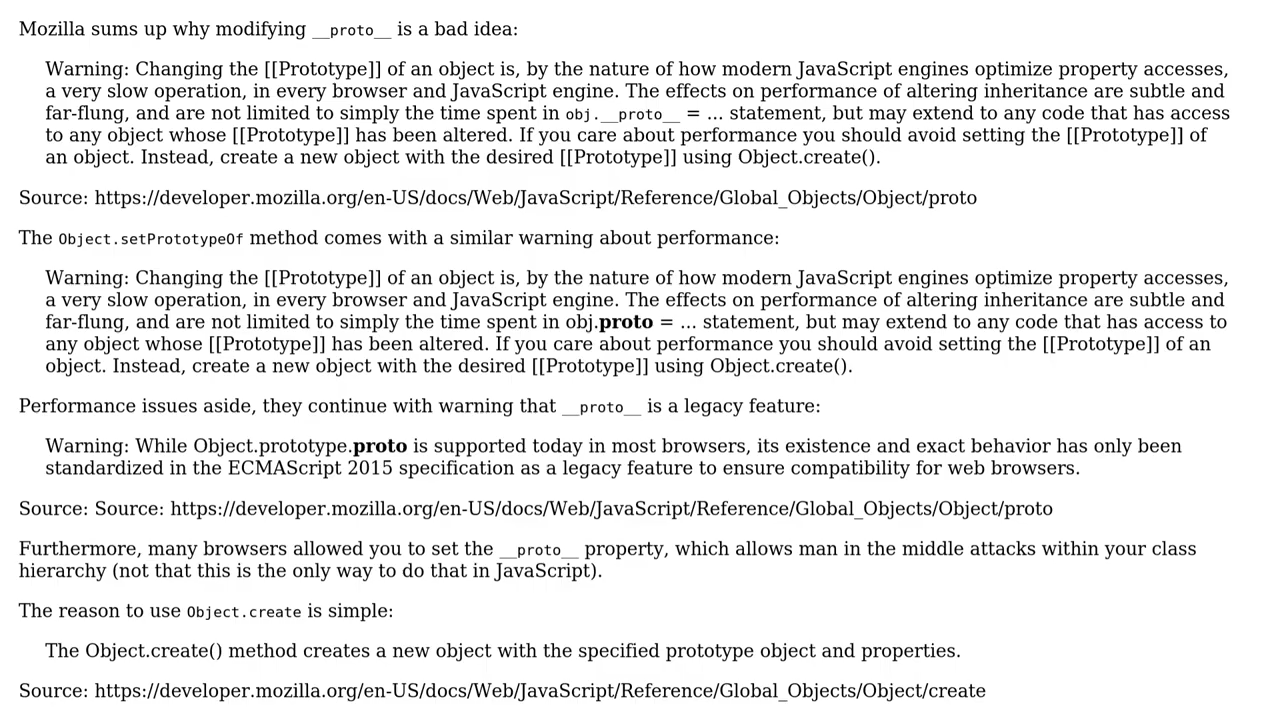 Mozilla sums up why modifying __proto__ is a bad idea:
Warning: Changing the [[Prototype]] of an object is, by the nature of how modern JavaScript engines optimize property accesses,
a very slow operation, in every browser and JavaScript engine. The effects on performance of altering inheritance are subtle and
far-flung, and are not limited to simply the time spent in obj.__proto__ = ... statement, but may extend to any code that has access
to any object whose [[Prototype]] has been altered. If you care about performance you should avoid setting the [[Prototype]] of
an object. Instead, create a new object with the desired [[Prototype]] using Object.create().
Source: https://developer.mozilla.org/en-US/docs/Web/JavaScript/Reference/Global_Objects/Object/proto
The Object.setPrototypeOf method comes with a similar warning about performance:
Warning: Changing the [[Prototype]] of an object is, by the nature of how modern JavaScript engines optimize property accesses,
a very slow operation, in every browser and JavaScript engine. The effects on performance of altering inheritance are subtle and
far-flung, and are not limited to simply the time spent in obj.proto = ... statement, but may extend to any code that has access to
any object whose [[Prototype]] has been altered. If you care about performance you should avoid setting the [[Prototype]] of an
object. Instead, create a new object with the desired [[Prototype]] using Object.create().
Performance issues aside, they continue with warning that __proto__ is a legacy feature:
Warning: While Object.prototype.proto is supported today in most browsers, its existence and exact behavior has only been
standardized in the ECMAScript 2015 specification as a legacy feature to ensure compatibility for web browsers.
Source: Source: https://developer.mozilla.org/en-US/docs/Web/JavaScript/Reference/Global_Objects/Object/proto
Furthermore, many browsers allowed you to set the __proto__ property, which allows man in the middle attacks within your class
hierarchy (not that this is the only way to do that in JavaScript).
The reason to use Object.create is simple:
The Object.create() method creates a new object with the specified prototype object and properties.
Source: https://developer.mozilla.org/en-US/docs/Web/JavaScript/Reference/Global_Objects/Object/create